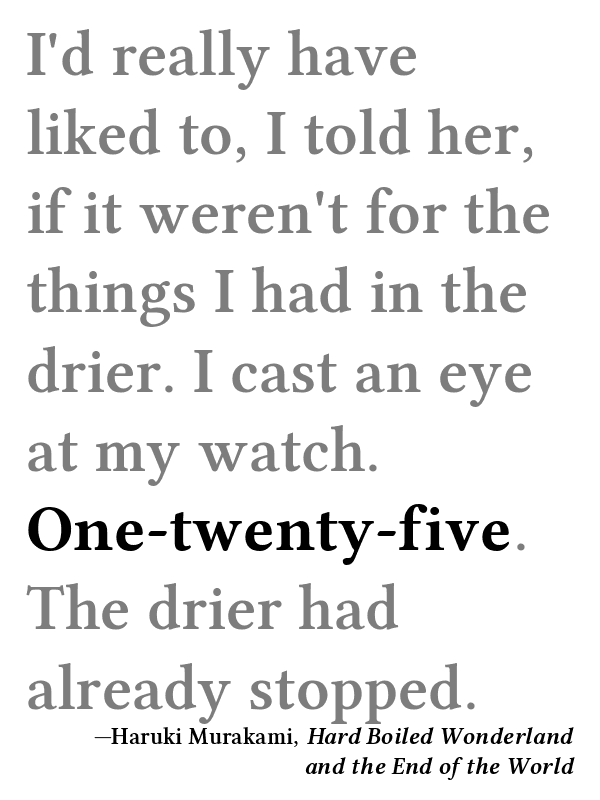 I'd really have
liked to, I told her,
if it weren't for the
things I had in the
drier. I cast an eye
at my watch.
One-twenty-five.
The drier had
already stopped.
—Haruki Murakami, Hard Boiled Wonderland
and the End of the World